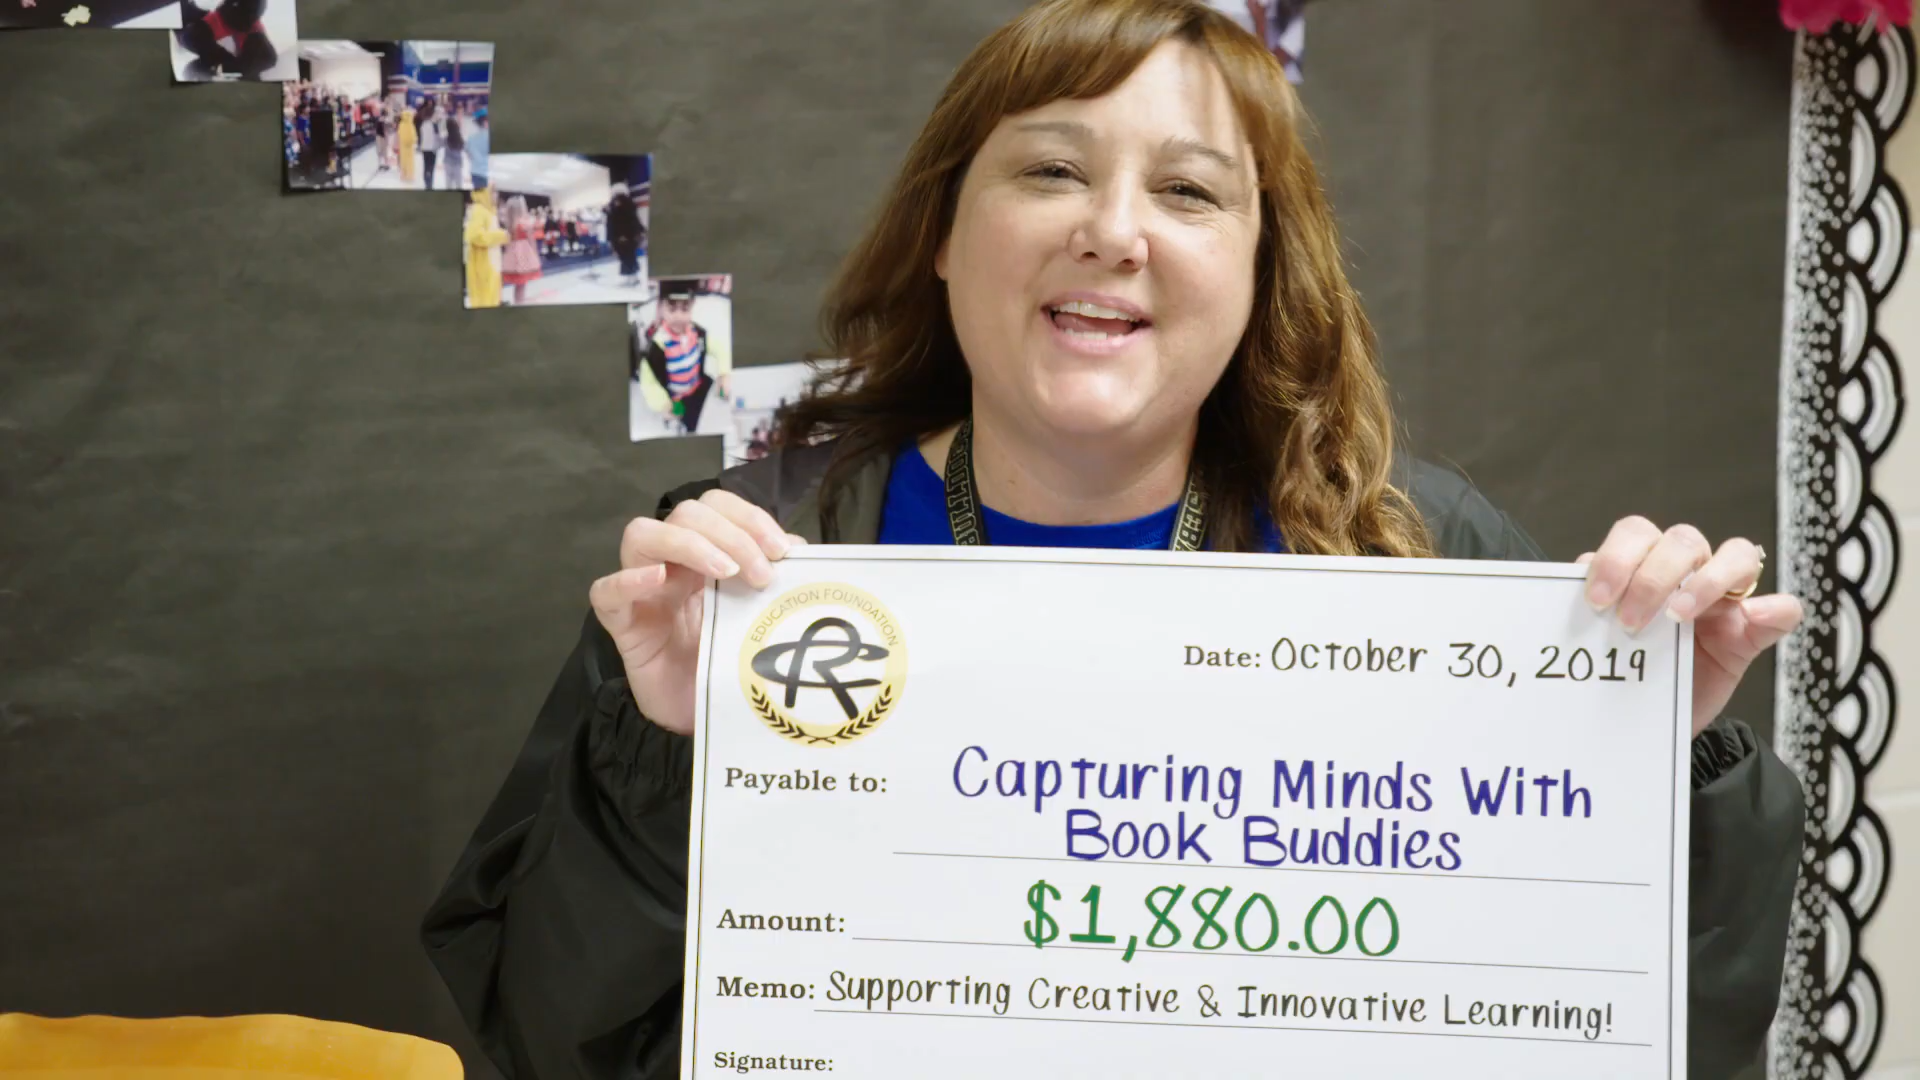 EDUCATION FOUNDATION
Date: October 30, 2019
Payable to: Capturing Minds With
Book Buddies
Amount: $1,880.00
Memo: Supporting Creative & Innovative Learning!
Signature: